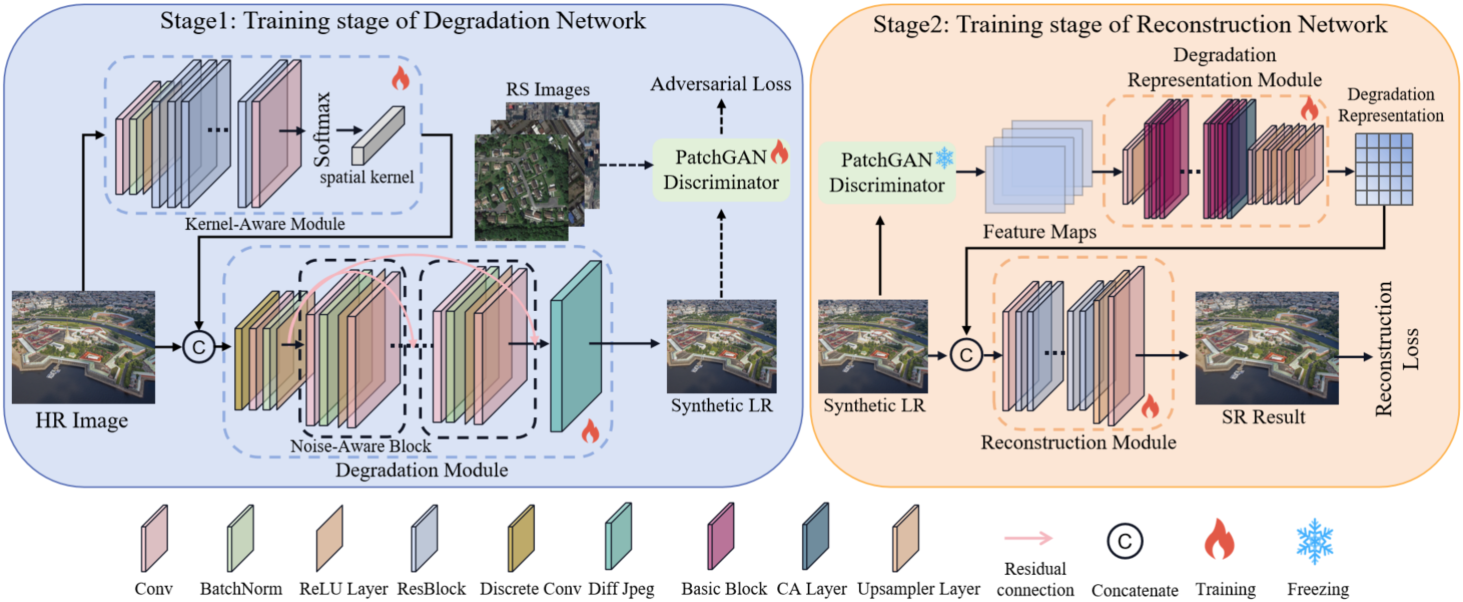 Stage1: Training stage of Degradation Network
Softmax
spatial kernel
Kernel-Aware Module
RS Images
Adversarial Loss
PatchGAN
Discriminator
HR Image
C
Noise-Aware Block
Degradation Module
Synthetic LR
Stage2: Training stage of Reconstruction Network
Degradation
Representation Module
Degradation
Representation
PatchGAN
Discriminator
Feature Maps
Synthetic LR
C
Reconstruction Module
SR Result
Reconstruction
Loss
Conv
BatchNorm
ReLU Layer
ResBlock
Discrete Conv
Diff Jpeg
Basic Block
CA Layer
Upsampler Layer
Residual
connection
C
Concatenate
Training
Freezing